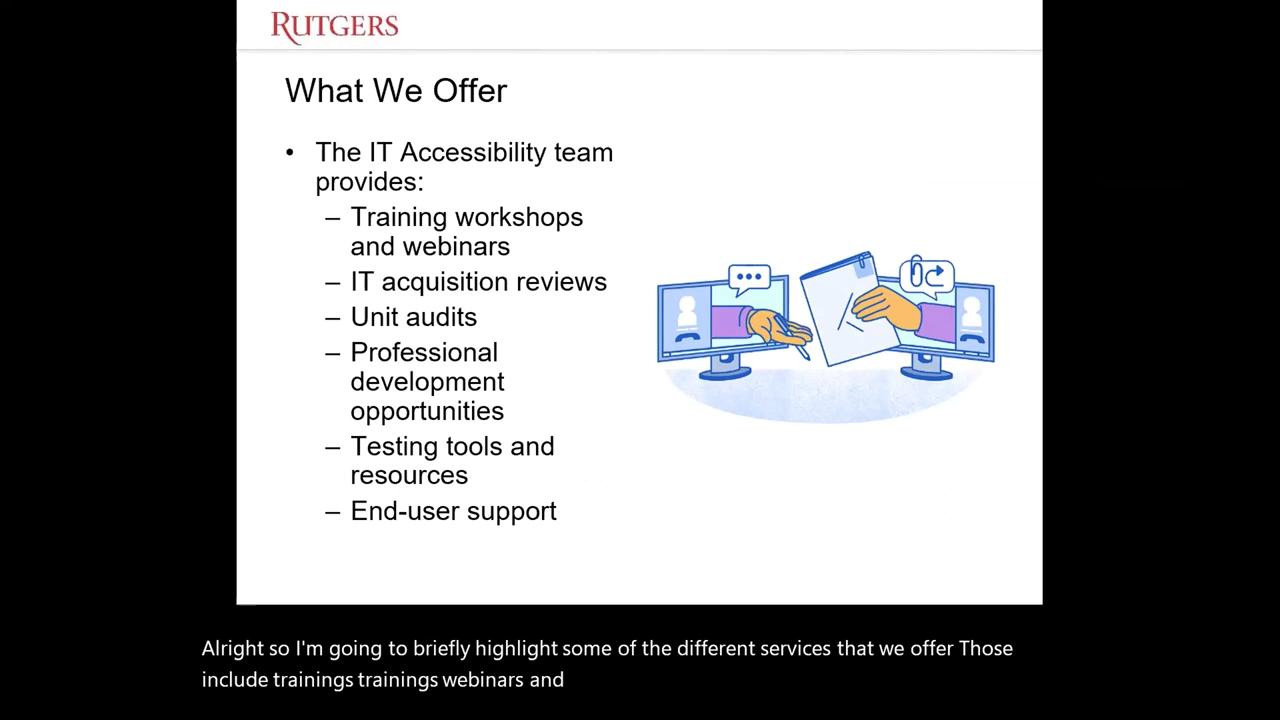 RUTGERS
What We Offer
• The IT Accessibility team
provides:
– Training workshops
and webinars
– IT acquisition reviews
– Unit audits
– Professional
development
opportunities
– Testing tools and
resources
– End-user support
Alright so I'm going to briefly highlight some of the different services that we offer Those
include trainings trainings webinars and